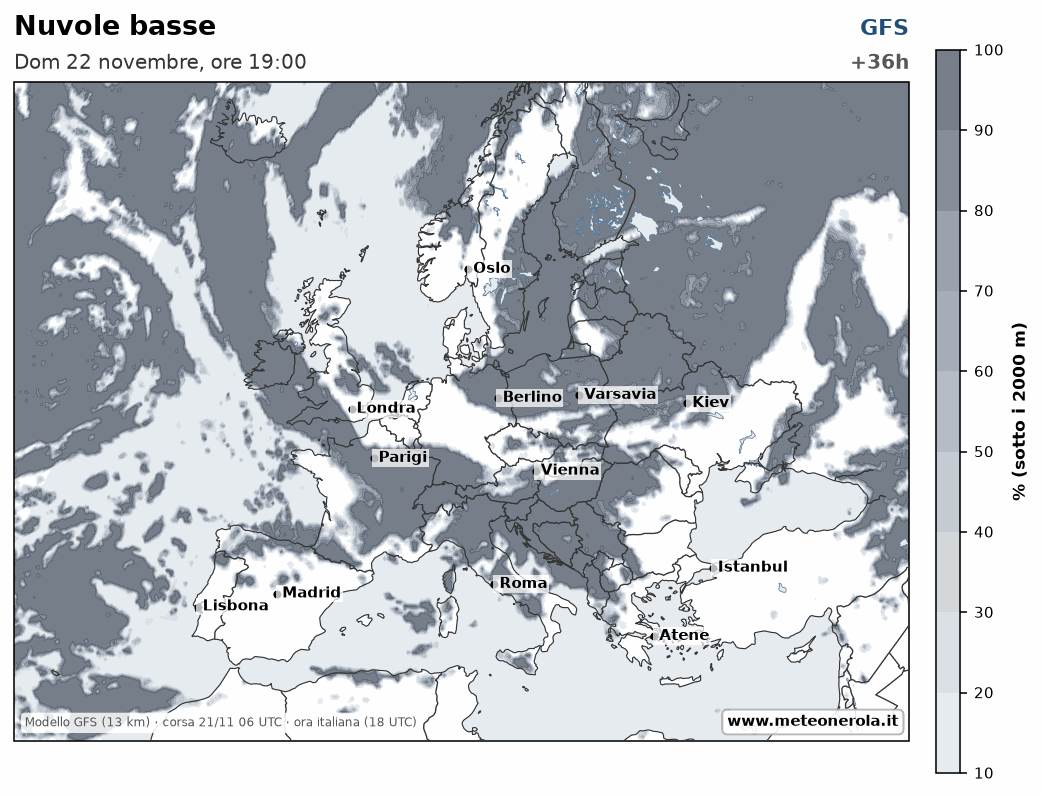 Nuvole basse
GFS
Dom 22 novembre, ore 19:00
+36h
100
90
80
70
60
50
40
30
20
10
% (sotto i 2000 m)
Oslo
Berlino
Varsavia
Kiev
Londra
Parigi
Vienna
Istanbul
Roma
Madrid
Lisbona
Atene
Modello GFS (13 km) · corsa 21/11 06 UTC · ora italiana (18 UTC)
www.meteonerola.it